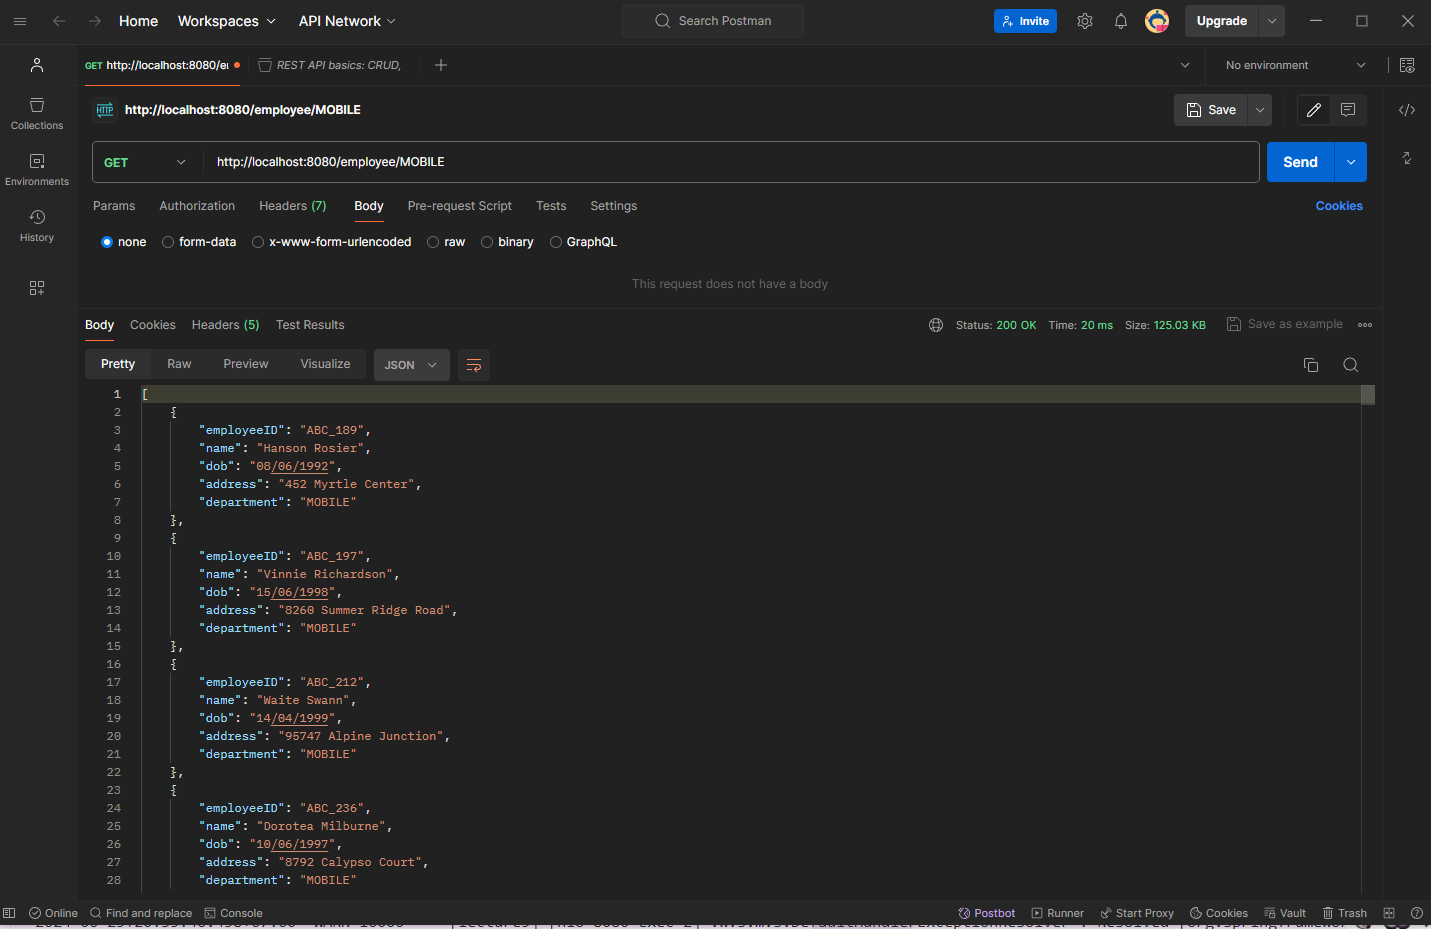 Home Workspaces API Network Search Postman Invite Upgrade
GET http://localhost:8080/e REST API basics: CRUD, No environment
HTTP http://localhost:8080/employee/MOBILE Save
Collections
Environments
History
GET http://localhost:8080/employee/MOBILE Send
Params Authorization Headers (7) Body Pre-request Script Tests Settings Cookies
none form-data x-www-form-urlencoded raw binary GraphQL
This request does not have a body
Body Cookies Headers (5) Test Results Status: 200 OK Time: 20 ms Size: 125.03 KB Save as example
Pretty Raw Preview Visualize JSON
1 [
2 {
3 "employeeID": "ABC_189",
4 "name": "Hanson Rosier",
5 "dob": "08/06/1992",
6 "address": "452 Myrtle Center",
7 "department": "MOBILE"
8 },
9 {
10 "employeeID": "ABC_197",
11 "name": "Vinnie Richardson",
12 "dob": "15/06/1998",
13 "address": "8260 Summer Ridge Road",
14 "department": "MOBILE"
15 },
16 {
17 "employeeID": "ABC_212",
18 "name": "Waite Swann",
19 "dob": "14/04/1999",
20 "address": "95747 Alpine Junction",
21 "department": "MOBILE"
22 },
23 {
24 "employeeID": "ABC_236",
25 "name": "Dorotea Milburne",
26 "dob": "10/06/1997",
27 "address": "8792 Calypso Court",
28 "department": "MOBILE"
Online Find and replace Console Postbot Runner Start Proxy Cookies Vault Trash